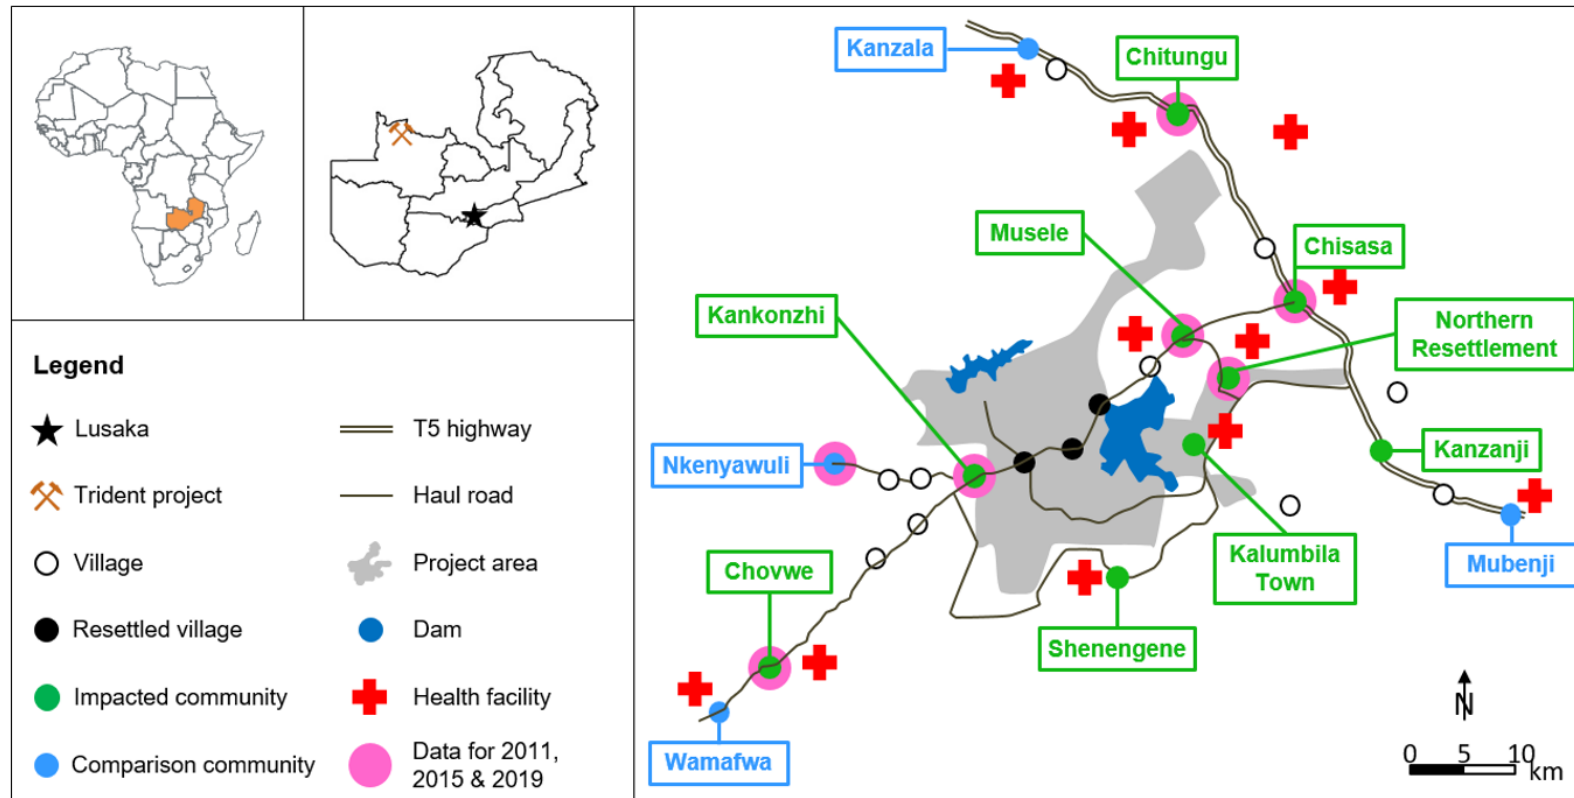 Legend
Lusaka
Trident project
Village
Resettled village
Impacted community
Comparison community
T5 highway
Haul road
Project area
Dam
Health facility
Data for 2011,
2015 & 2019
Kanzala
Chitungu
Musele
Chisasa
Kankonzhi
Northern
Resettlement
Nkenyawuli
Kanzanji
Chovwe
Kalumbila
Town
Mubenji
Shenengene
Wamafwa
N
0 5 10
km